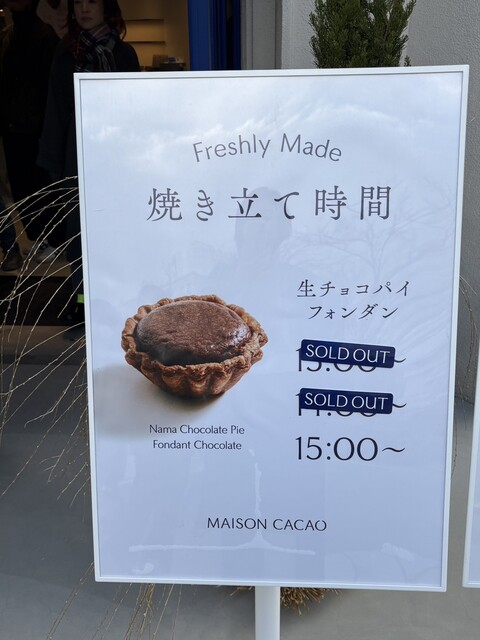 Freshly Made
焼き立て時間
生チョコパイ
フォンダン
SOLD OUT
SOLD OUT
15:00～
Nama Chocolate Pie
Fondant Chocolate
MAISON CACAO